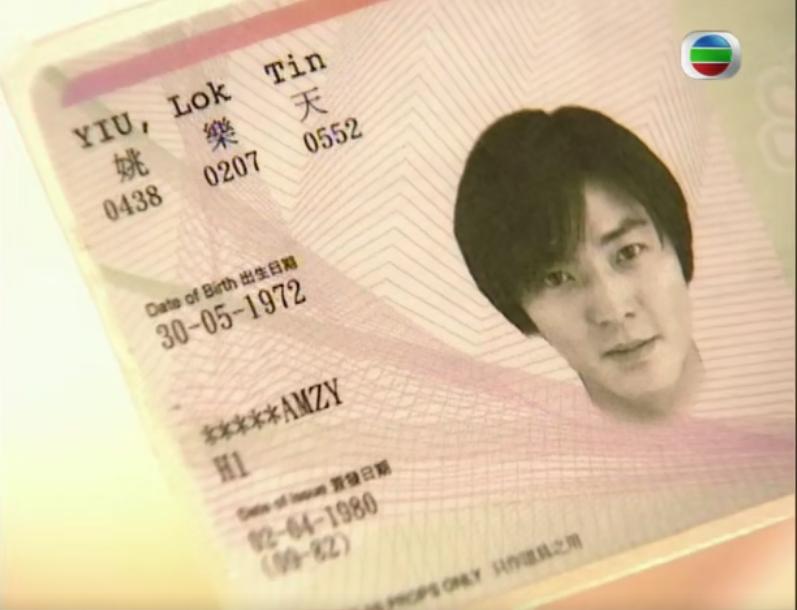 YIU, Lok Tin
姚 樂 天
0438 0207 0552
Date of Birth 出生日期
30-05-1972
*****AMZY
H1
Date of Issue 簽發日期
02-04-1980
(09-82)
AS PROPS ONLY 只作道具之用